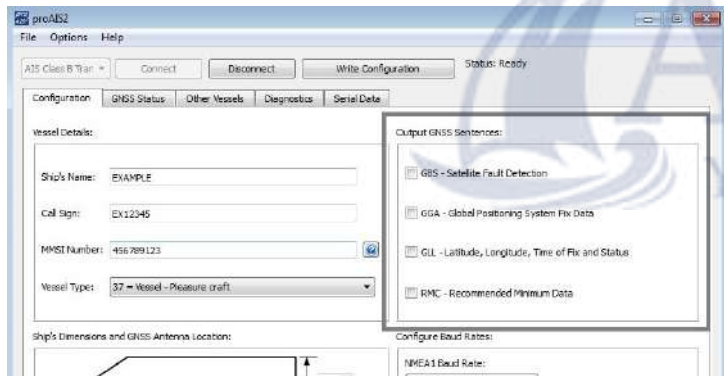 proAIS2
File Options Help
AIS Class B Tran Connect Disconnect Write Configuration Status: Ready
Configuration GNSS Status Other Vessels Diagnostics Serial Data
Vessel Details:
Output GNSS Sentences:
Ship's Name: EXAMPLE
GBS - Satellite Fault Detection
Call Sign: EX12345
GGA - Global Positioning System Fix Data
MMSI Number: 456789123
GLL - Latitude, Longitude, Time of Fix and Status
Vessel Type: 37 = Vessel - Pleasure craft
RMC - Recommended Minimum Data
Ship's Dimensions and GNSS Antenna Location:
Configure Baud Rates:
NMEA1 Baud Rate: